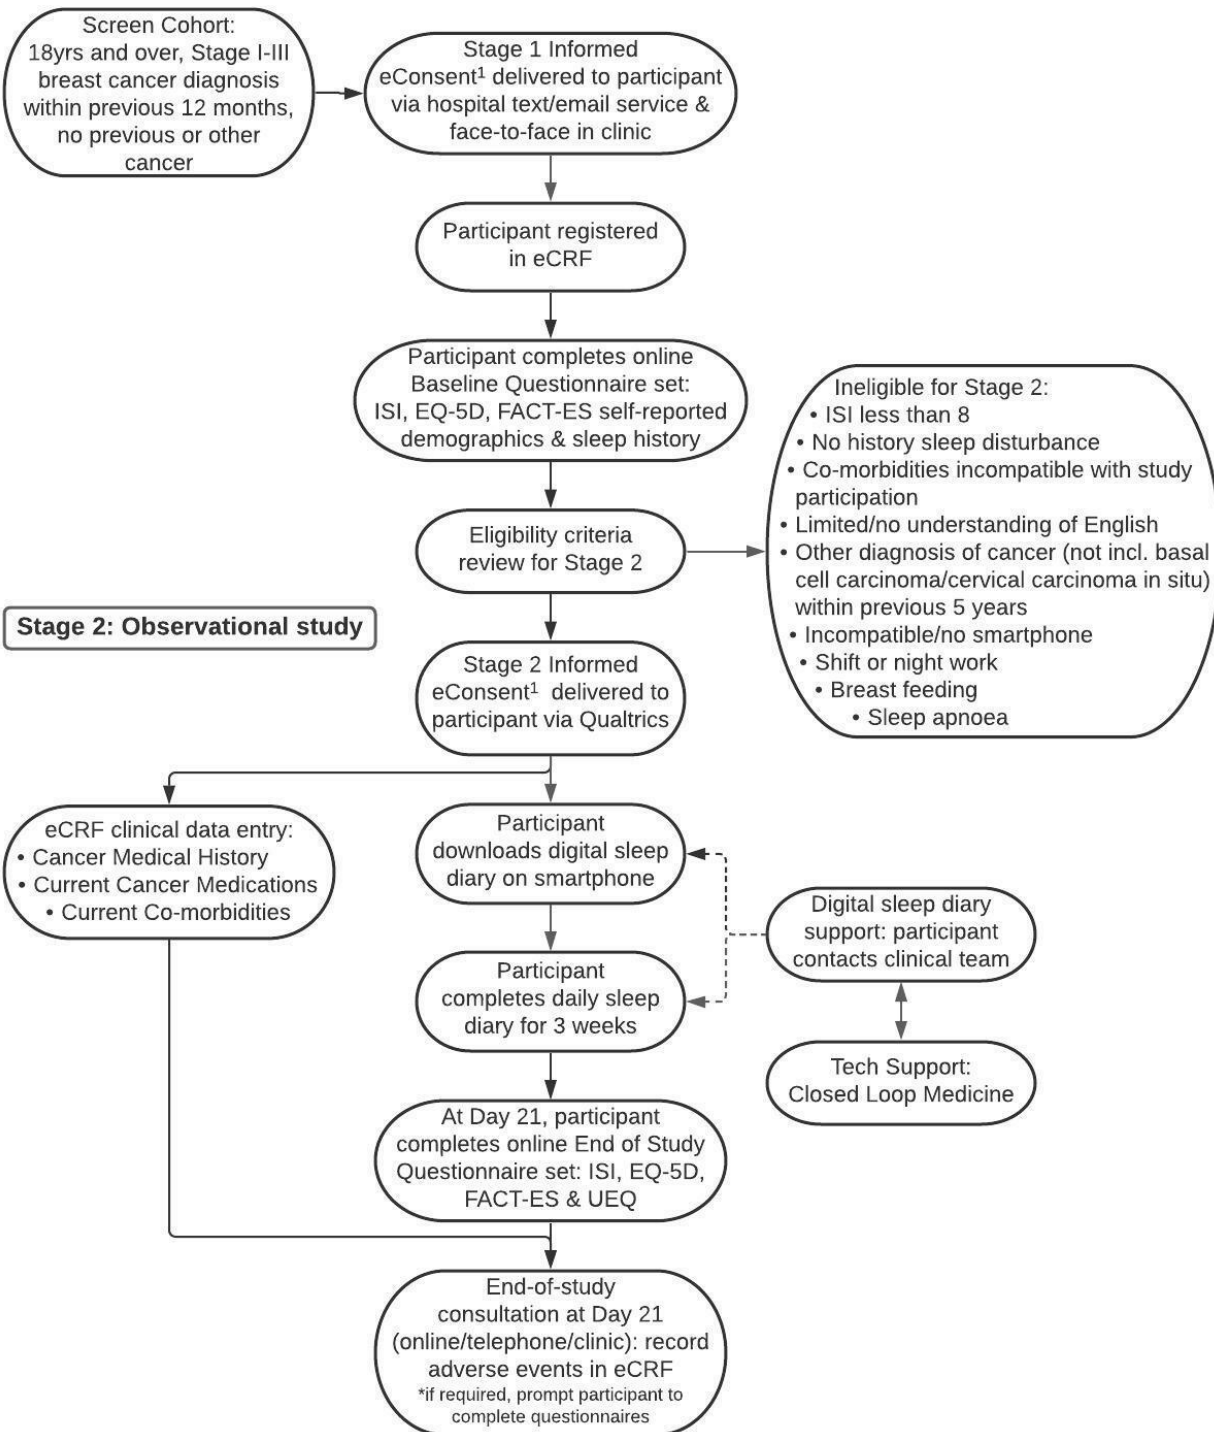 Screen Cohort:
18yrs and over, Stage I-III
breast cancer diagnosis
within previous 12 months,
no previous or other
cancer
Stage 1 Informed
eConsent¹ delivered to participant
via hospital text/email service &
face-to-face in clinic
Participant registered
in eCRF
Participant completes online
Baseline Questionnaire set:
ISI, EQ-5D, FACT-ES self-reported
demographics & sleep history
Eligibility criteria
review for Stage 2
Ineligible for Stage 2:
• ISI less than 8
• No history sleep disturbance
• Co-morbidities incompatible with study
participation
• Limited/no understanding of English
• Other diagnosis of cancer (not incl. basal
cell carcinoma/cervical carcinoma in situ)
within previous 5 years
• Incompatible/no smartphone
• Shift or night work
• Breast feeding
• Sleep apnoea
Stage 2: Observational study
Stage 2 Informed
eConsent¹ delivered to
participant via Qualtrics
eCRF clinical data entry:
• Cancer Medical History
• Current Cancer Medications
• Current Co-morbidities
Participant
downloads digital sleep
diary on smartphone
Participant
completes daily sleep
diary for 3 weeks
Digital sleep diary
support: participant
contacts clinical team
Tech Support:
Closed Loop Medicine
At Day 21, participant
completes online End of Study
Questionnaire set: ISI, EQ-5D,
FACT-ES & UEQ
End-of-study
consultation at Day 21
(online/telephone/clinic): record
adverse events in eCRF
*if required, prompt participant to
complete questionnaires